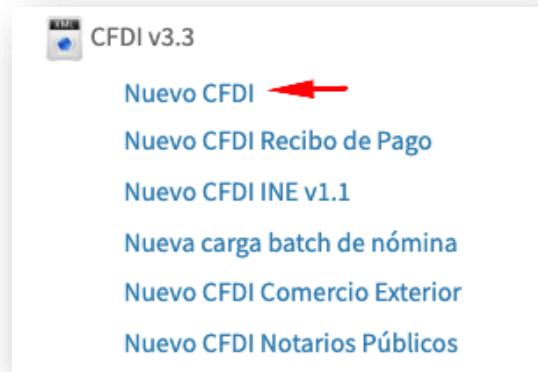 XML
CFDI v3.3
Nuevo CFDI
Nuevo CFDI Recibo de Pago
Nuevo CFDI INE v1.1
Nueva carga batch de nómina
Nuevo CFDI Comercio Exterior
Nuevo CFDI Notarios Públicos